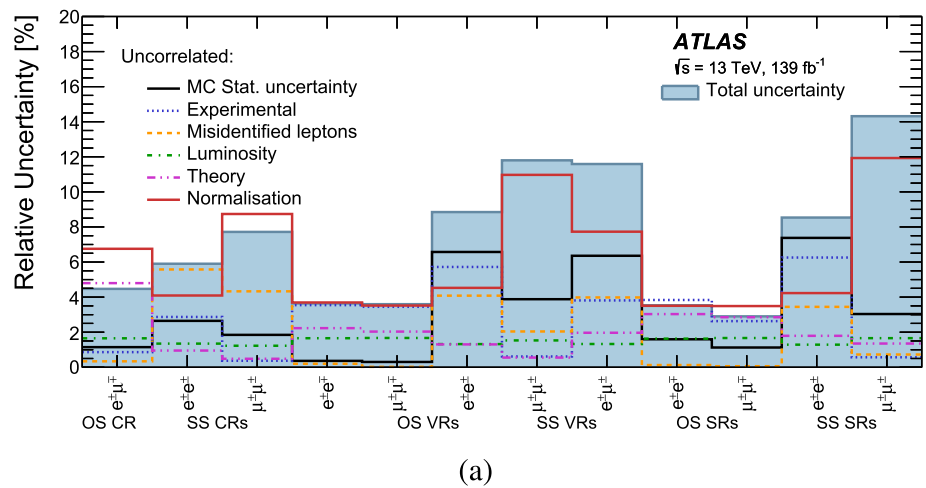 Relative Uncertainty [%]
20
18
16
14
12
10
8
6
4
2
0
Uncorrelated:
MC Stat. uncertainty
Experimental
Misidentified leptons
Luminosity
Theory
Normalisation
ATLAS
√s = 13 TeV, 139 fb⁻¹
Total uncertainty
e±μ∓ e±e± μ±μ± e±e∓ μ±μ∓ e±e± μ±μ± e±μ± e±e∓ μ±μ∓ e±e± μ±μ±
OS CR SS CRs OS VRs SS VRs OS SRs SS SRs
(a)